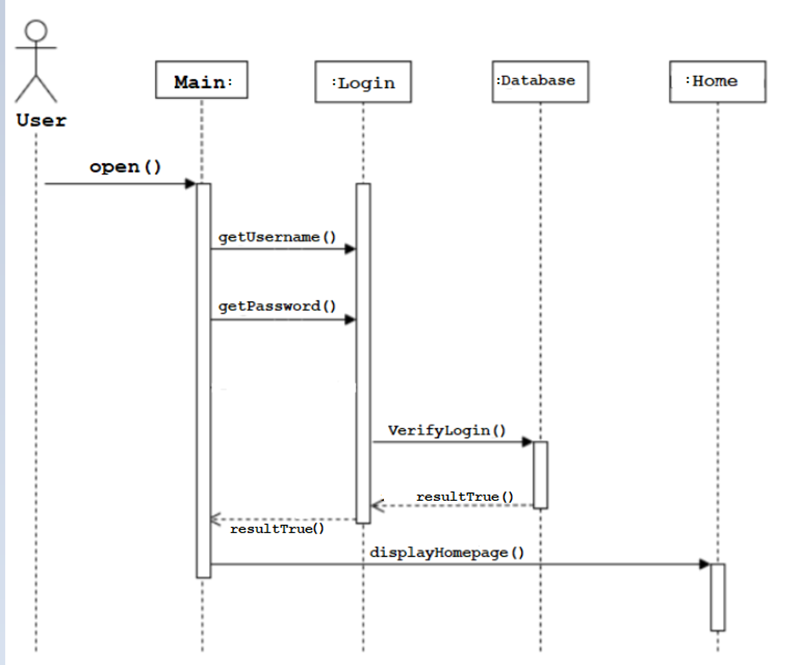 Main:
:Login
:Database
:Home
User
open()
getUsername()
getPassword()
VerifyLogin()
resultTrue()
resultTrue()
displayHomepage()